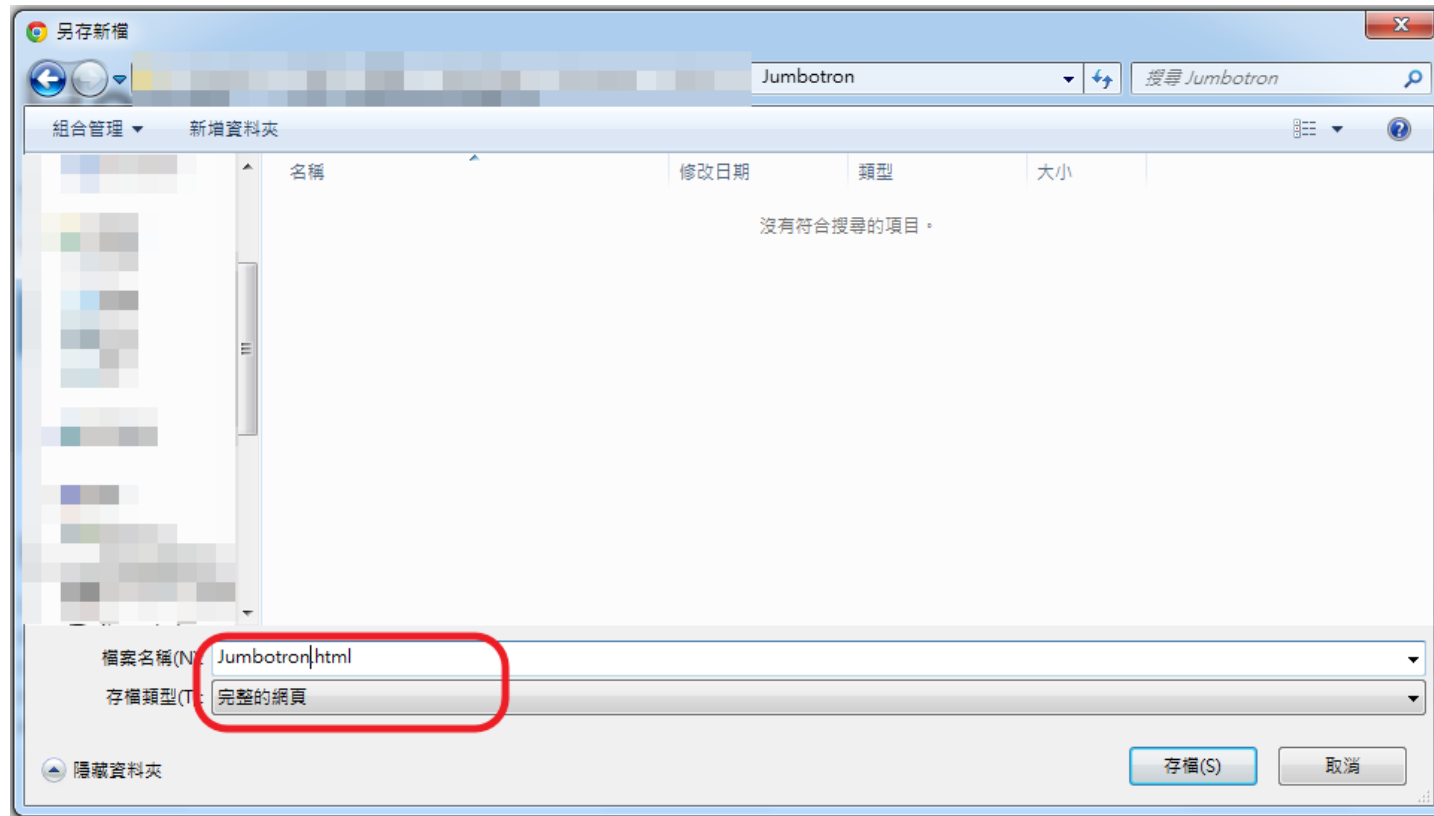 另存新檔
Jumbotron
搜尋 Jumbotron
組合管理
新增資料夾
名稱
修改日期
類型
大小
沒有符合搜尋的項目。
檔案名稱(N):
Jumbotron.html
存檔類型(T):
完整的網頁
隱藏資料夾
存檔(S)
取消